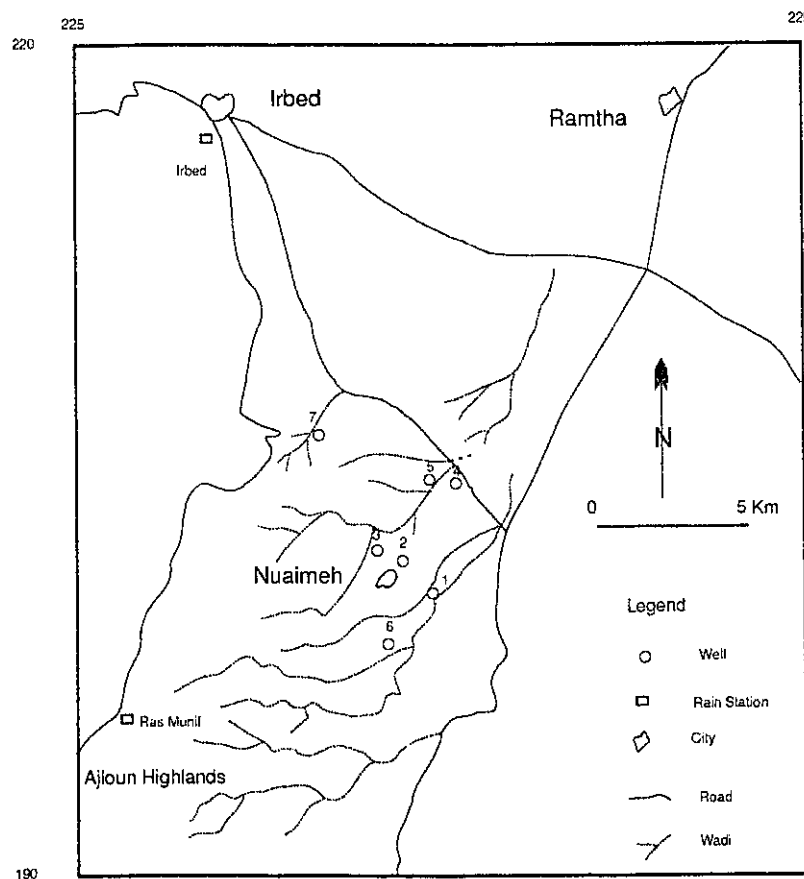 225
22
220
Irbed
Ramtha
Irbed
7
5
4
N
0 5 Km
3
2
Nuaimeh
1
Legend
6
Well
Rain Station
Ras Munif
City
Ajloun Highlands
Road
Wadi
190